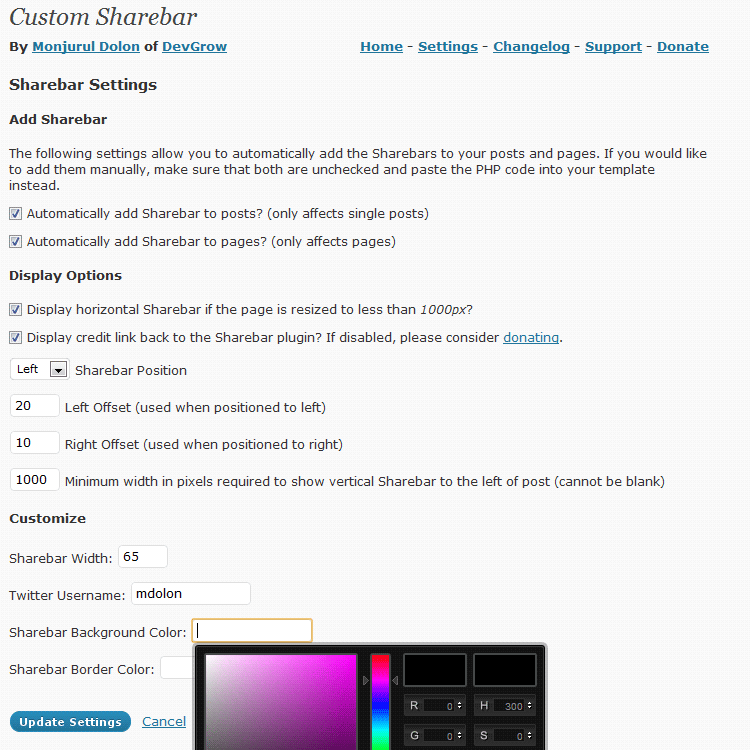 Custom Sharebar
By Monjurul Dolon of DevGrow
Home - Settings - Changelog - Support - Donate
Sharebar Settings
Add Sharebar
The following settings allow you to automatically add the Sharebars to your posts and pages. If you would like
to add them manually, make sure that both are unchecked and paste the PHP code into your template
instead.
Automatically add Sharebar to posts? (only affects single posts)
Automatically add Sharebar to pages? (only affects pages)
Display Options
Display horizontal Sharebar if the page is resized to less than 1000px?
Display credit link back to the Sharebar plugin? If disabled, please consider donating.
Left Sharebar Position
20 Left Offset (used when positioned to left)
10 Right Offset (used when positioned to right)
1000 Minimum width in pixels required to show vertical Sharebar to the left of post (cannot be blank)
Customize
Sharebar Width: 65
Twitter Username: mdolon
Sharebar Background Color:
Sharebar Border Color:
R 0 H 300
G 0 S 0
Update Settings Cancel